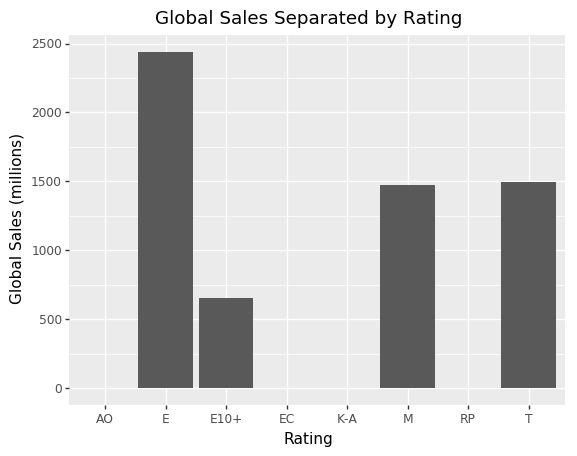 Global Sales Separated by Rating
Global Sales (millions)
2500
2000
1500
1000
500
0
AO E E10+ EC K-A M RP T
Rating